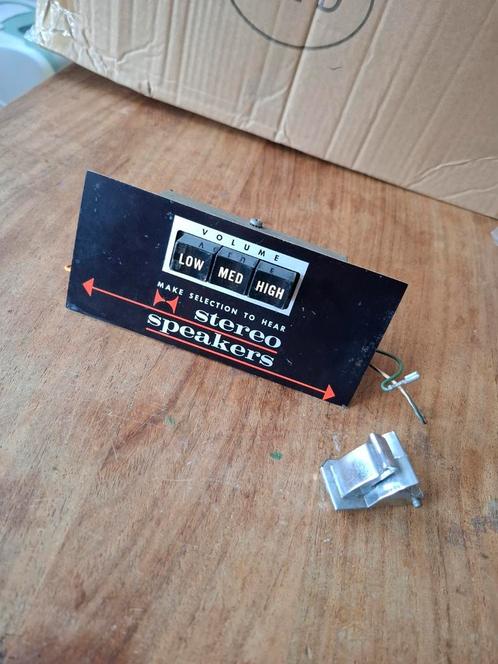 VOLUME
LOW MED HIGH
MAKE SELECTION TO HEAR
stereo
speakers